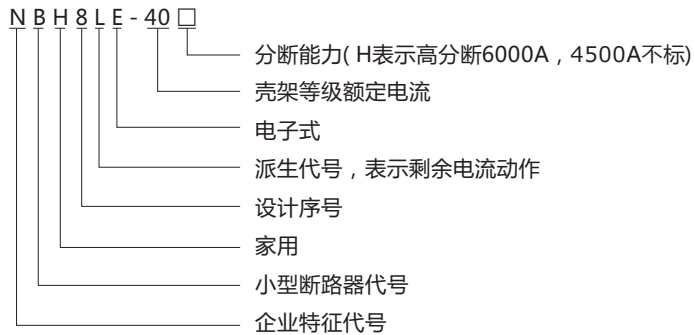 NBH8LE-40□
分断能力( H表示高分断6000A , 4500A不标)
壳架等级额定电流
电子式
派生代号 , 表示剩余电流动作
设计序号
家用
小型断路器代号
企业特征代号